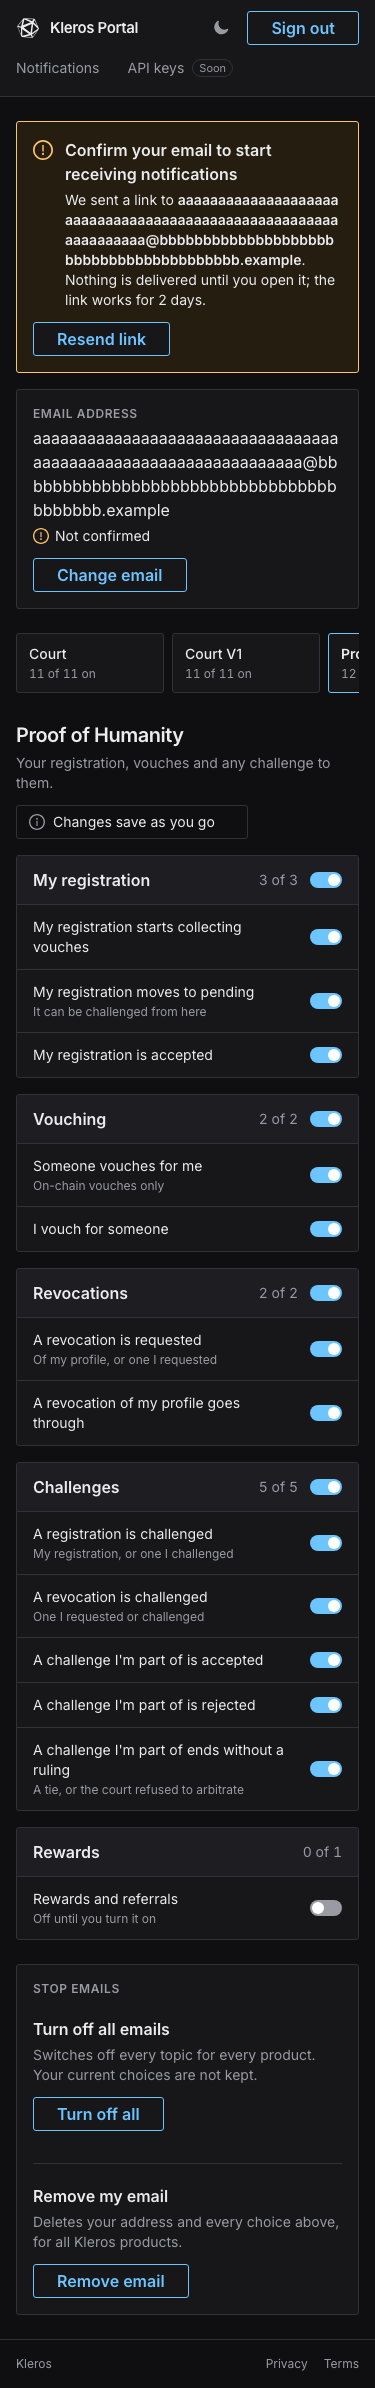 Kleros Portal
Sign out
Notifications API keys Soon
Confirm your email to start
receiving notifications
We sent a link to aaaaaaaaaaaaaaaaaaaa
aaaaaaaaaaaaaaaaaaaaaaaaaaaaaaaaaa
aaaaaaaaaa@bbbbbbbbbbbbbbbbbbbb
bbbbbbbbbbbbbbbbbbbb.example.
Nothing is delivered until you open it; the
link works for 2 days.
Resend link
EMAIL ADDRESS
aaaaaaaaaaaaaaaaaaaaaaaaaaaaaaaaaa
aaaaaaaaaaaaaaaaaaaaaaaaaaaaaa@bb
bbbbbbbbbbbbbbbbbbbbbbbbbbbbbbb
bbbbbbb.example
Not confirmed
Change email
Court
11 of 11 on
Court V1
11 of 11 on
Pro
12
Proof of Humanity
Your registration, vouches and any challenge to
them.
Changes save as you go
My registration 3 of 3
My registration starts collecting
vouches
My registration moves to pending
It can be challenged from here
My registration is accepted
Vouching 2 of 2
Someone vouches for me
On-chain vouches only
I vouch for someone
Revocations 2 of 2
A revocation is requested
Of my profile, or one I requested
A revocation of my profile goes
through
Challenges 5 of 5
A registration is challenged
My registration, or one I challenged
A revocation is challenged
One I requested or challenged
A challenge I'm part of is accepted
A challenge I'm part of is rejected
A challenge I'm part of ends without a
ruling
A tie, or the court refused to arbitrate
Rewards 0 of 1
Rewards and referrals
Off until you turn it on
STOP EMAILS
Turn off all emails
Switches off every topic for every product.
Your current choices are not kept.
Turn off all
Remove my email
Deletes your address and every choice above,
for all Kleros products.
Remove email
Kleros Privacy Terms